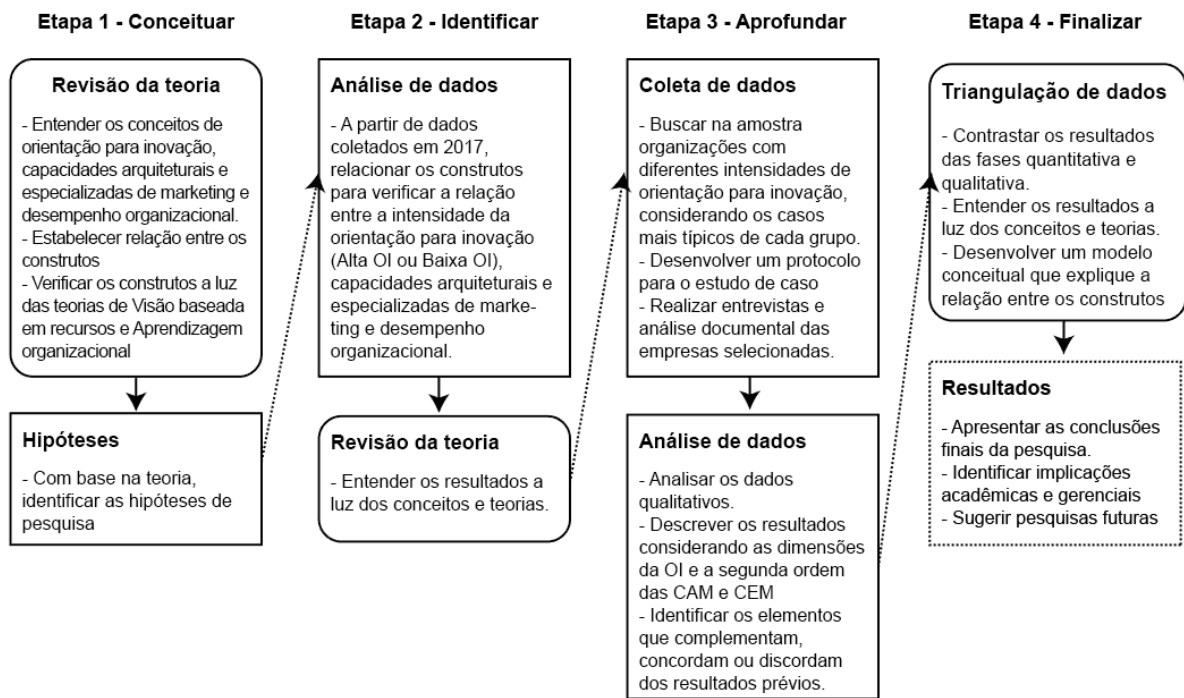 Etapa 1 - Conceituar
Revisão da teoria
- Entender os conceitos de
orientação para inovação,
capacidades arquiteturais e
especializadas de marketing e
desempenho organizacional.
- Estabelecer relação entre os
construtos
- Verificar os construtos a luz
das teorias de Visão baseada
em recursos e Aprendizagem
organizacional
Hipóteses
- Com base na teoria,
identificar as hipóteses de
pesquisa
Etapa 2 - Identificar
Análise de dados
- A partir de dados
coletados em 2017,
relacionar os construtos
para verificar a relação
entre a intensidade da
orientação para inovação
(Alta OI ou Baixa OI),
capacidades arquiteturais e
especializadas de marke-
ting e desempenho
organizacional.
Revisão da teoria
- Entender os resultados a
luz dos conceitos e teorias.
Etapa 3 - Aprofundar
Coleta de dados
- Buscar na amostra
organizações com
diferentes intensidades de
orientação para inovação,
considerando os casos
mais típicos de cada grupo.
- Desenvolver um protocolo
para o estudo de caso
- Realizar entrevistas e
análise documental das
empresas selecionadas.
Análise de dados
- Analisar os dados
qualitativos.
- Descrever os resultados
considerando as dimensões
da OI e a segunda ordem
das CAM e CEM
- Identificar os elementos
que complementam,
concordam ou discordam
dos resultados prévios.
Etapa 4 - Finalizar
Triangulação de dados
- Contrastar os resultados
das fases quantitativa e
qualitativa.
- Entender os resultados a
luz dos conceitos e teorias.
- Desenvolver um modelo
conceitual que explique a
relação entre os construtos
Resultados
- Apresentar as conclusões
finais da pesquisa.
- Identificar implicações
acadêmicas e gerenciais
- Sugerir pesquisas futuras